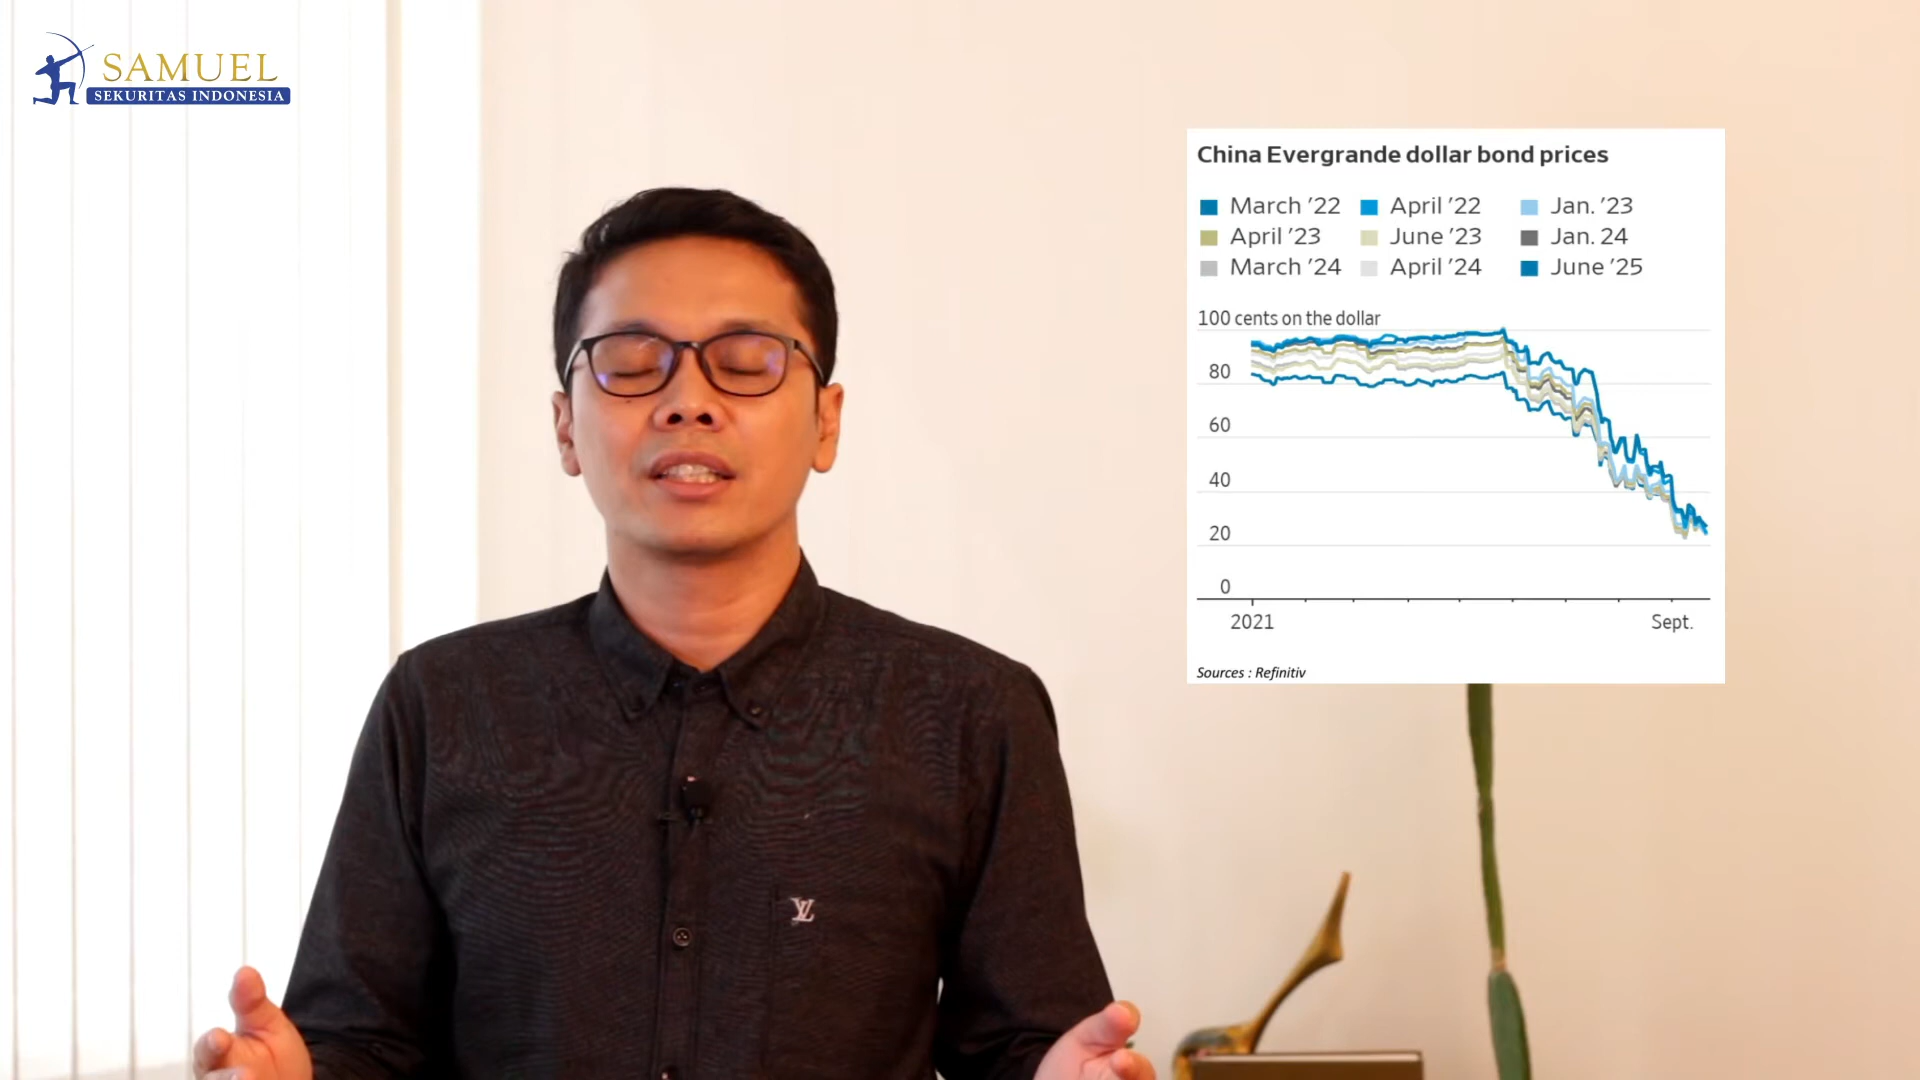 SAMUEL
SEKURITAS INDONESIA
China Evergrande dollar bond prices
March ’22 April ’22 Jan. ’23
April ’23 June ’23 Jan. 24
March ’24 April ’24 June ’25
100 cents on the dollar
80
60
40
20
0
2021 Sept.
Sources : Refinitiv
LV